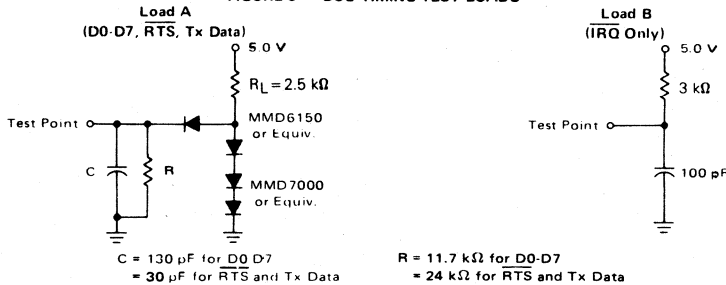 Load A
(D0-D7, RTS, Tx Data)
5.0 V
RL = 2.5 kΩ
Test Point
MMD6150
or Equiv.
C
R
MMD7000
or Equiv.
C = 130 pF for D0 D7
= 30 pF for RTS and Tx Data
Load B
(IRQ Only)
5.0 V
3 kΩ
Test Point
100 pF
R = 11.7 kΩ for D0-D7
= 24 kΩ for RTS and Tx Data